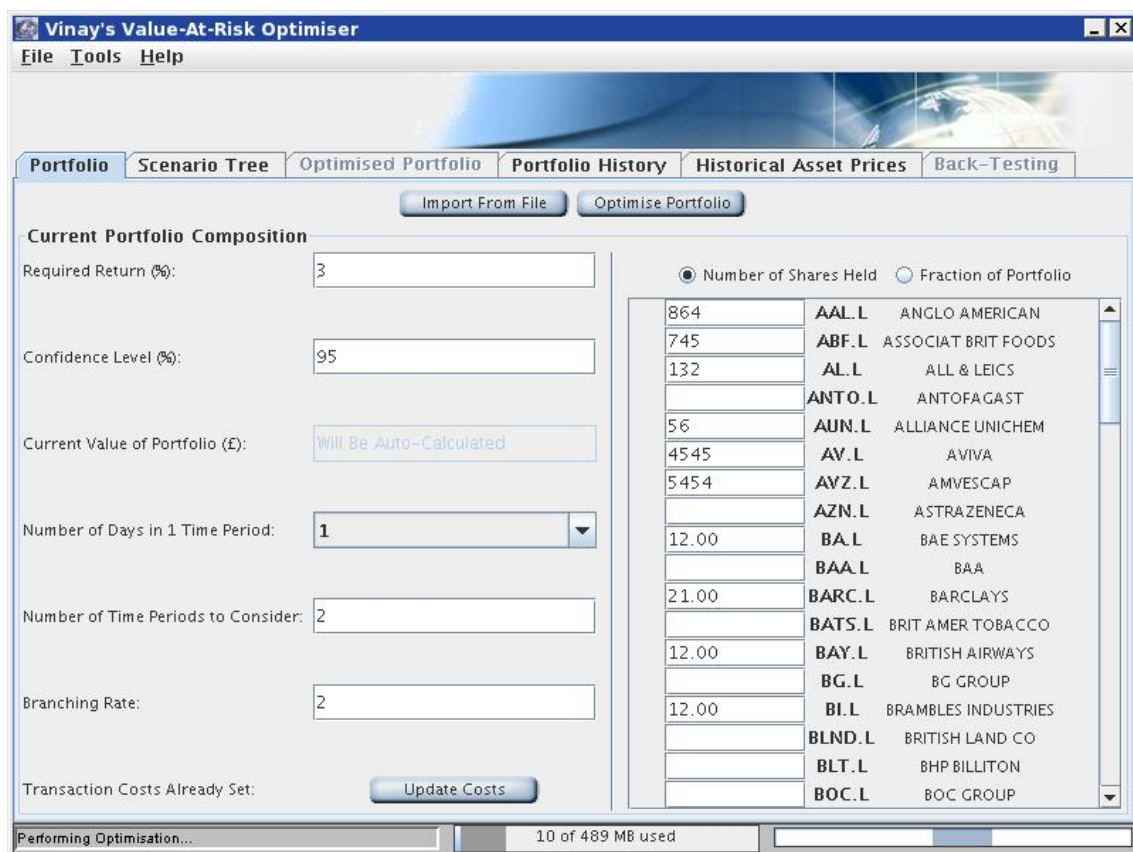 Vinay's Value-At-Risk Optimiser
File Tools Help
Portfolio Scenario Tree Optimised Portfolio Portfolio History Historical Asset Prices Back-Testing
Import From File Optimise Portfolio
Current Portfolio Composition
Required Return (%): 3
Confidence Level (%): 95
Current Value of Portfolio (£): Will Be Auto-Calculated
Number of Days in 1 Time Period: 1
Number of Time Periods to Consider: 2
Branching Rate: 2
Transaction Costs Already Set: Update Costs
Number of Shares Held Fraction of Portfolio
864 AAL.L ANGLO AMERICAN
745 ABF.L ASSOCIAT BRIT FOODS
132 AL.L ALL & LEICS
ANTO.L ANTOFAGAST
56 AUN.L ALLIANCE UNICHEM
4545 AV.L AVIVA
5454 AVZ.L AMVESCAP
AZN.L ASTRAZENECA
12.00 BA.L BAE SYSTEMS
BAA.L BAA
21.00 BARC.L BARCLAYS
BATS.L BRIT AMER TOBACCO
12.00 BAY.L BRITISH AIRWAYS
BG.L BG GROUP
12.00 BI.L BRAMBLES INDUSTRIES
BLND.L BRITISH LAND CO
BLT.L BHP BILLITON
BOC.L BOC GROUP
Performing Optimisation... 10 of 489 MB used